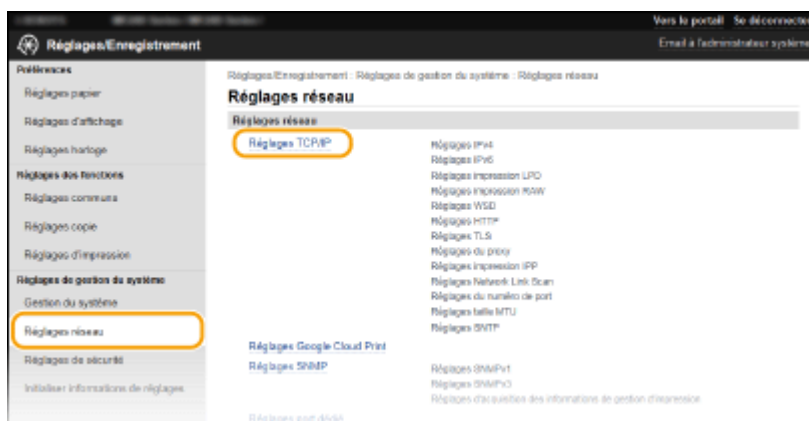 Vers le portail Se déconnecter
Réglages/Enregistrement
Email à l'administrateur système
Préférences
Réglages papier
Réglages d'affichage
Réglages horloge
Réglages des fonctions
Réglages communs
Réglages copie
Réglages d'impression
Réglages de gestion du système
Gestion du système
Réglages réseau
Réglages de sécurité
Initialiser informations de réglages
Réglages/Enregistrement : Réglages de gestion du système : Réglages réseau
Réglages réseau
Réglages réseau
Réglages TCP/IP
Réglages IPv4
Réglages IPv6
Réglages impression LPD
Réglages impression RAW
Réglages WSD
Réglages HTTP
Réglages TLS
Réglages du proxy
Réglages impression IPP
Réglages Network Link Scan
Réglages du numéro de port
Réglages taille MTU
Réglages SNTP
Réglages Google Cloud Print
Réglages SNMP
Réglages SNMPv1
Réglages SNMPv3
Réglages d'acquisition des informations de gestion d'impression
Réglages port dédié